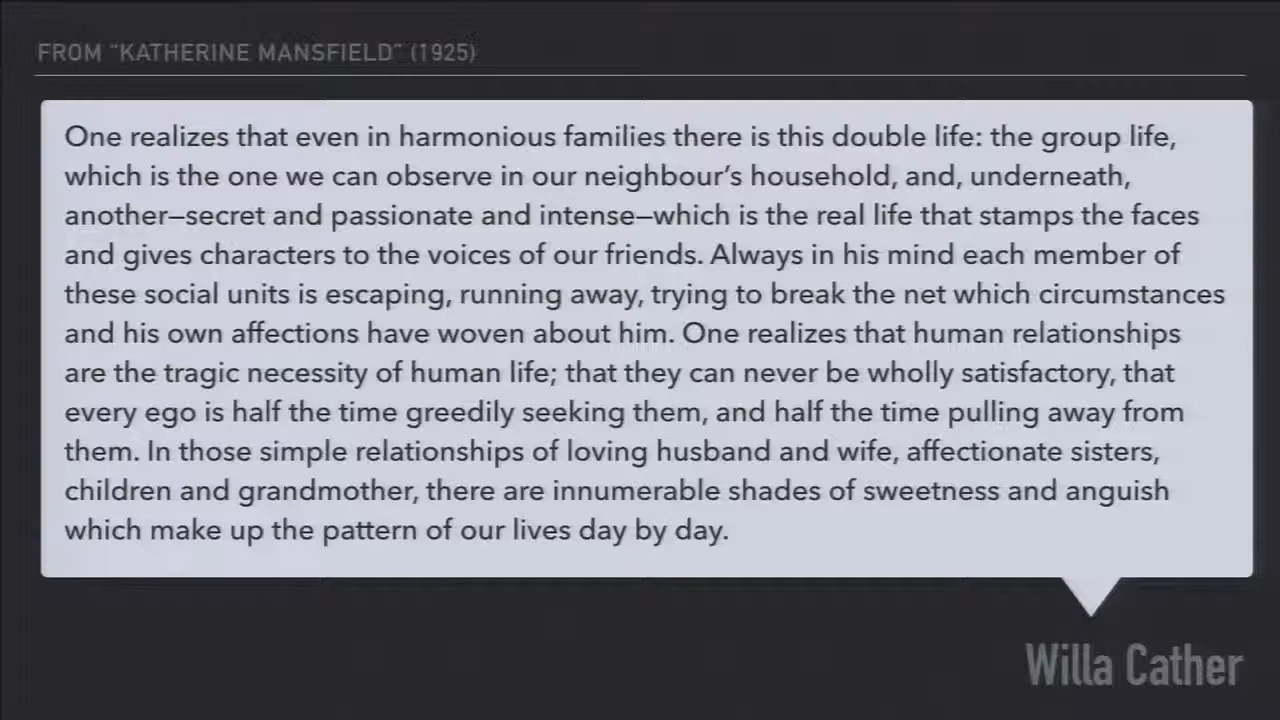 FROM "KATHERINE MANSFIELD" (1925)
One realizes that even in harmonious families there is this double life: the group life,
which is the one we can observe in our neighbour's household, and, underneath,
another—secret and passionate and intense—which is the real life that stamps the faces
and gives characters to the voices of our friends. Always in his mind each member of
these social units is escaping, running away, trying to break the net which circumstances
and his own affections have woven about him. One realizes that human relationships
are the tragic necessity of human life; that they can never be wholly satisfactory, that
every ego is half the time greedily seeking them, and half the time pulling away from
them. In those simple relationships of loving husband and wife, affectionate sisters,
children and grandmother, there are innumerable shades of sweetness and anguish
which make up the pattern of our lives day by day.
Willa Cather